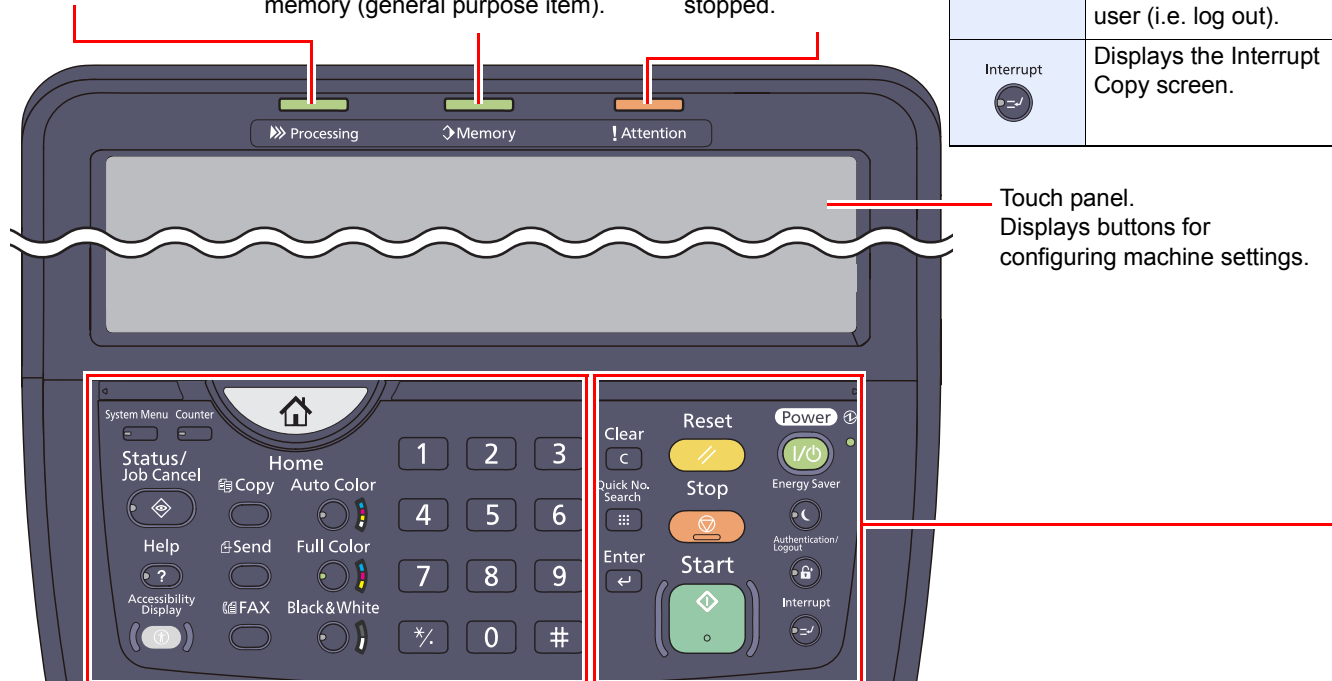 memory (general purpose item).
stopped.
user (i.e. log out).
Interrupt
Displays the Interrupt
Copy screen.
Processing
Memory
! Attention
Touch panel.
Displays buttons for
configuring machine settings.
System Menu Counter
Status/
Job Cancel
Home
Copy Auto Color
Help
Send Full Color
?
Accessibility
Display
FAX Black&White
1 2 3
4 5 6
7 8 9
*/. 0 #
Clear
C
Quick No.
Search
Enter
Reset
Stop
Start
Power
Energy Saver
Authentication/
Logout
Interrupt